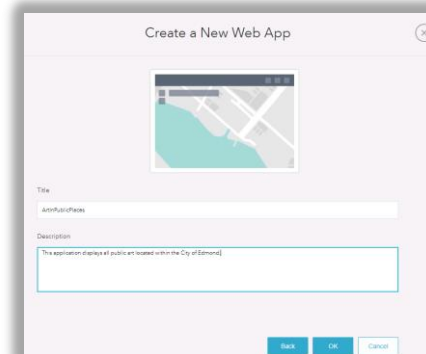 Create a New Web App
Title
ArtInPublicPlaces
Description
This application displays all public art located within the City of Edmond.
Back OK Cancel